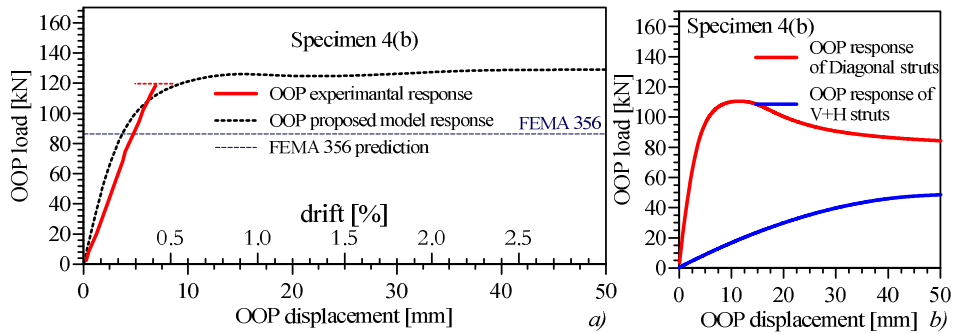 Specimen 4(b)
OOP load [kN]
160
140
120
100
80
60
40
20
0
OOP experimantal response
OOP proposed model response
FEMA 356 prediction
FEMA 356
drift [%]
0.5 0.9 1.0 1.5 2.0 2.5
0 10 20 30 40 50
OOP displacement [mm]
a)
Specimen 4(b)
OOP response
of Diagonal struts
OOP response of
V+H struts
OOP load [kN]
160
140
120
100
80
60
40
20
0
0 10 20 30 40 50
OOP displacement [mm]
b)